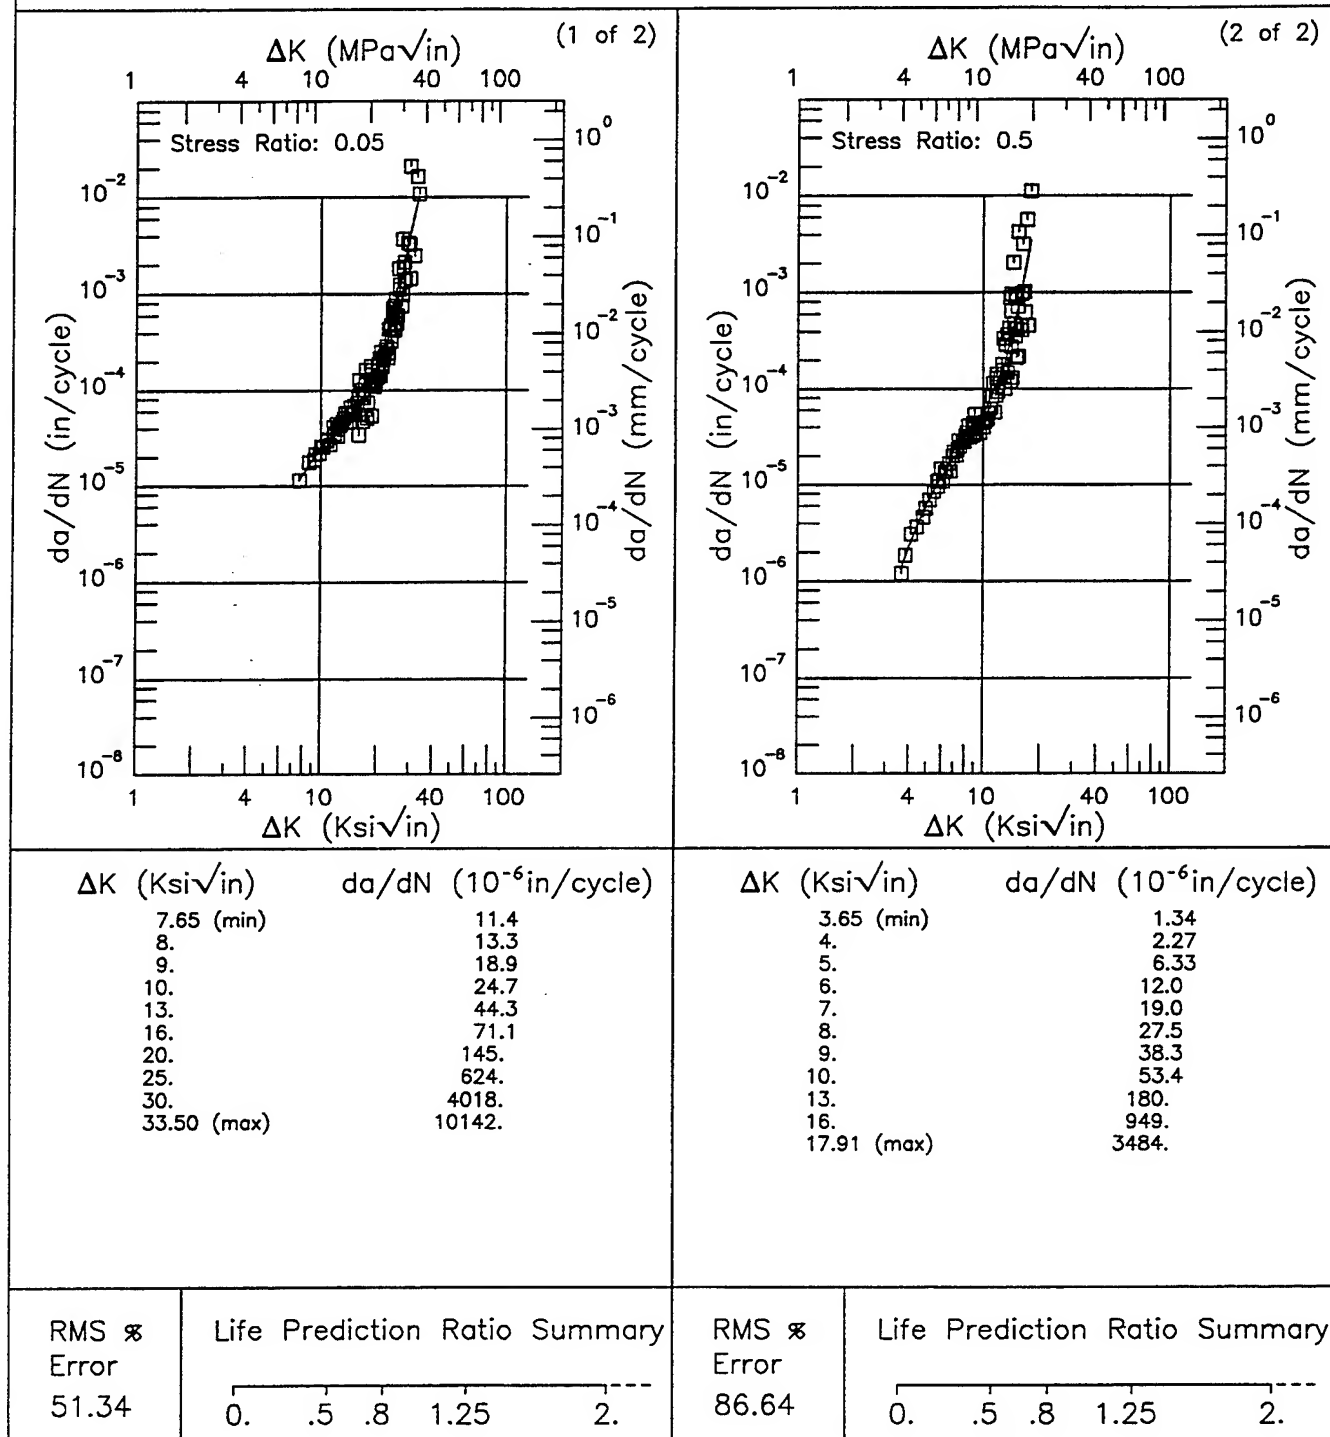 (1 of 2)
ΔK (MPa√in)
1 4 10 40 100
Stress Ratio: 0.05
da/dN (in/cycle)
10⁻²
10⁻³
10⁻⁴
10⁻⁵
10⁻⁶
10⁻⁷
10⁻⁸
10⁰
10⁻¹
10⁻²
10⁻³
10⁻⁴
10⁻⁵
10⁻⁶
da/dN (mm/cycle)
1 4 10 40 100
ΔK (Ksi√in)
(2 of 2)
ΔK (MPa√in)
1 4 10 40 100
Stress Ratio: 0.5
da/dN (in/cycle)
10⁻²
10⁻³
10⁻⁴
10⁻⁵
10⁻⁶
10⁻⁷
10⁻⁸
10⁰
10⁻¹
10⁻²
10⁻³
10⁻⁴
10⁻⁵
10⁻⁶
da/dN (mm/cycle)
1 4 10 40 100
ΔK (Ksi√in)
ΔK (Ksi√in) da/dN (10⁻⁶in/cycle)
7.65 (min) 11.4
8. 13.3
9. 18.9
10. 24.7
13. 44.3
16. 71.1
20. 145.
25. 624.
30. 4018.
33.50 (max) 10142.
ΔK (Ksi√in) da/dN (10⁻⁶in/cycle)
3.65 (min) 1.34
4. 2.27
5. 6.33
6. 12.0
7. 19.0
8. 27.5
9. 38.3
10. 53.4
13. 180.
16. 949.
17.91 (max) 3484.
RMS %
Error
51.34
Life Prediction Ratio Summary
0. .5 .8 1.25 2.
RMS %
Error
86.64
Life Prediction Ratio Summary
0. .5 .8 1.25 2.